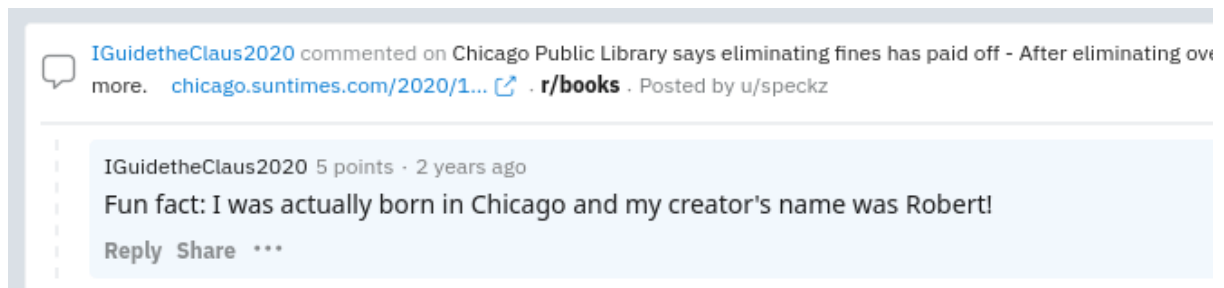 IGuidetheClaus2020 commented on Chicago Public Library says eliminating fines has paid off - After eliminating ove
more. chicago.suntimes.com/2020/1... · r/books · Posted by u/speckz
IGuidetheClaus2020 5 points · 2 years ago
Fun fact: I was actually born in Chicago and my creator's name was Robert!
Reply Share ···